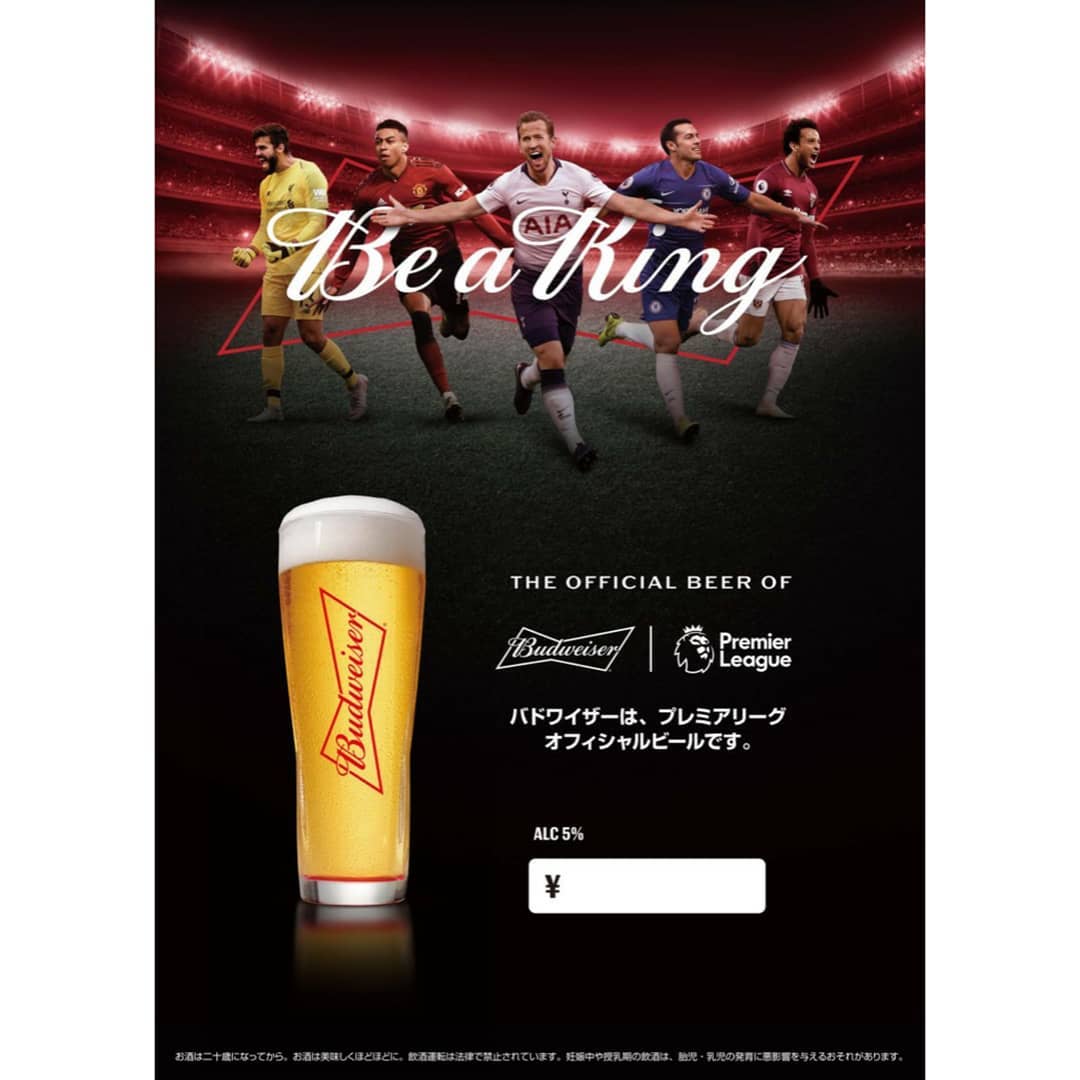 AIA
Be a King
THE OFFICIAL BEER OF
Budweiser
Premier
League
Budweiser
バドワイザーは、プレミアリーグ
オフィシャルビールです。
ALC 5%
¥
お酒は二十歳になってから。お酒は美味しくほどほどに。飲酒運転は法律で禁止されています。妊娠中や授乳期の飲酒は、胎児・乳児の発育に悪影響を与えるおそれがあります。